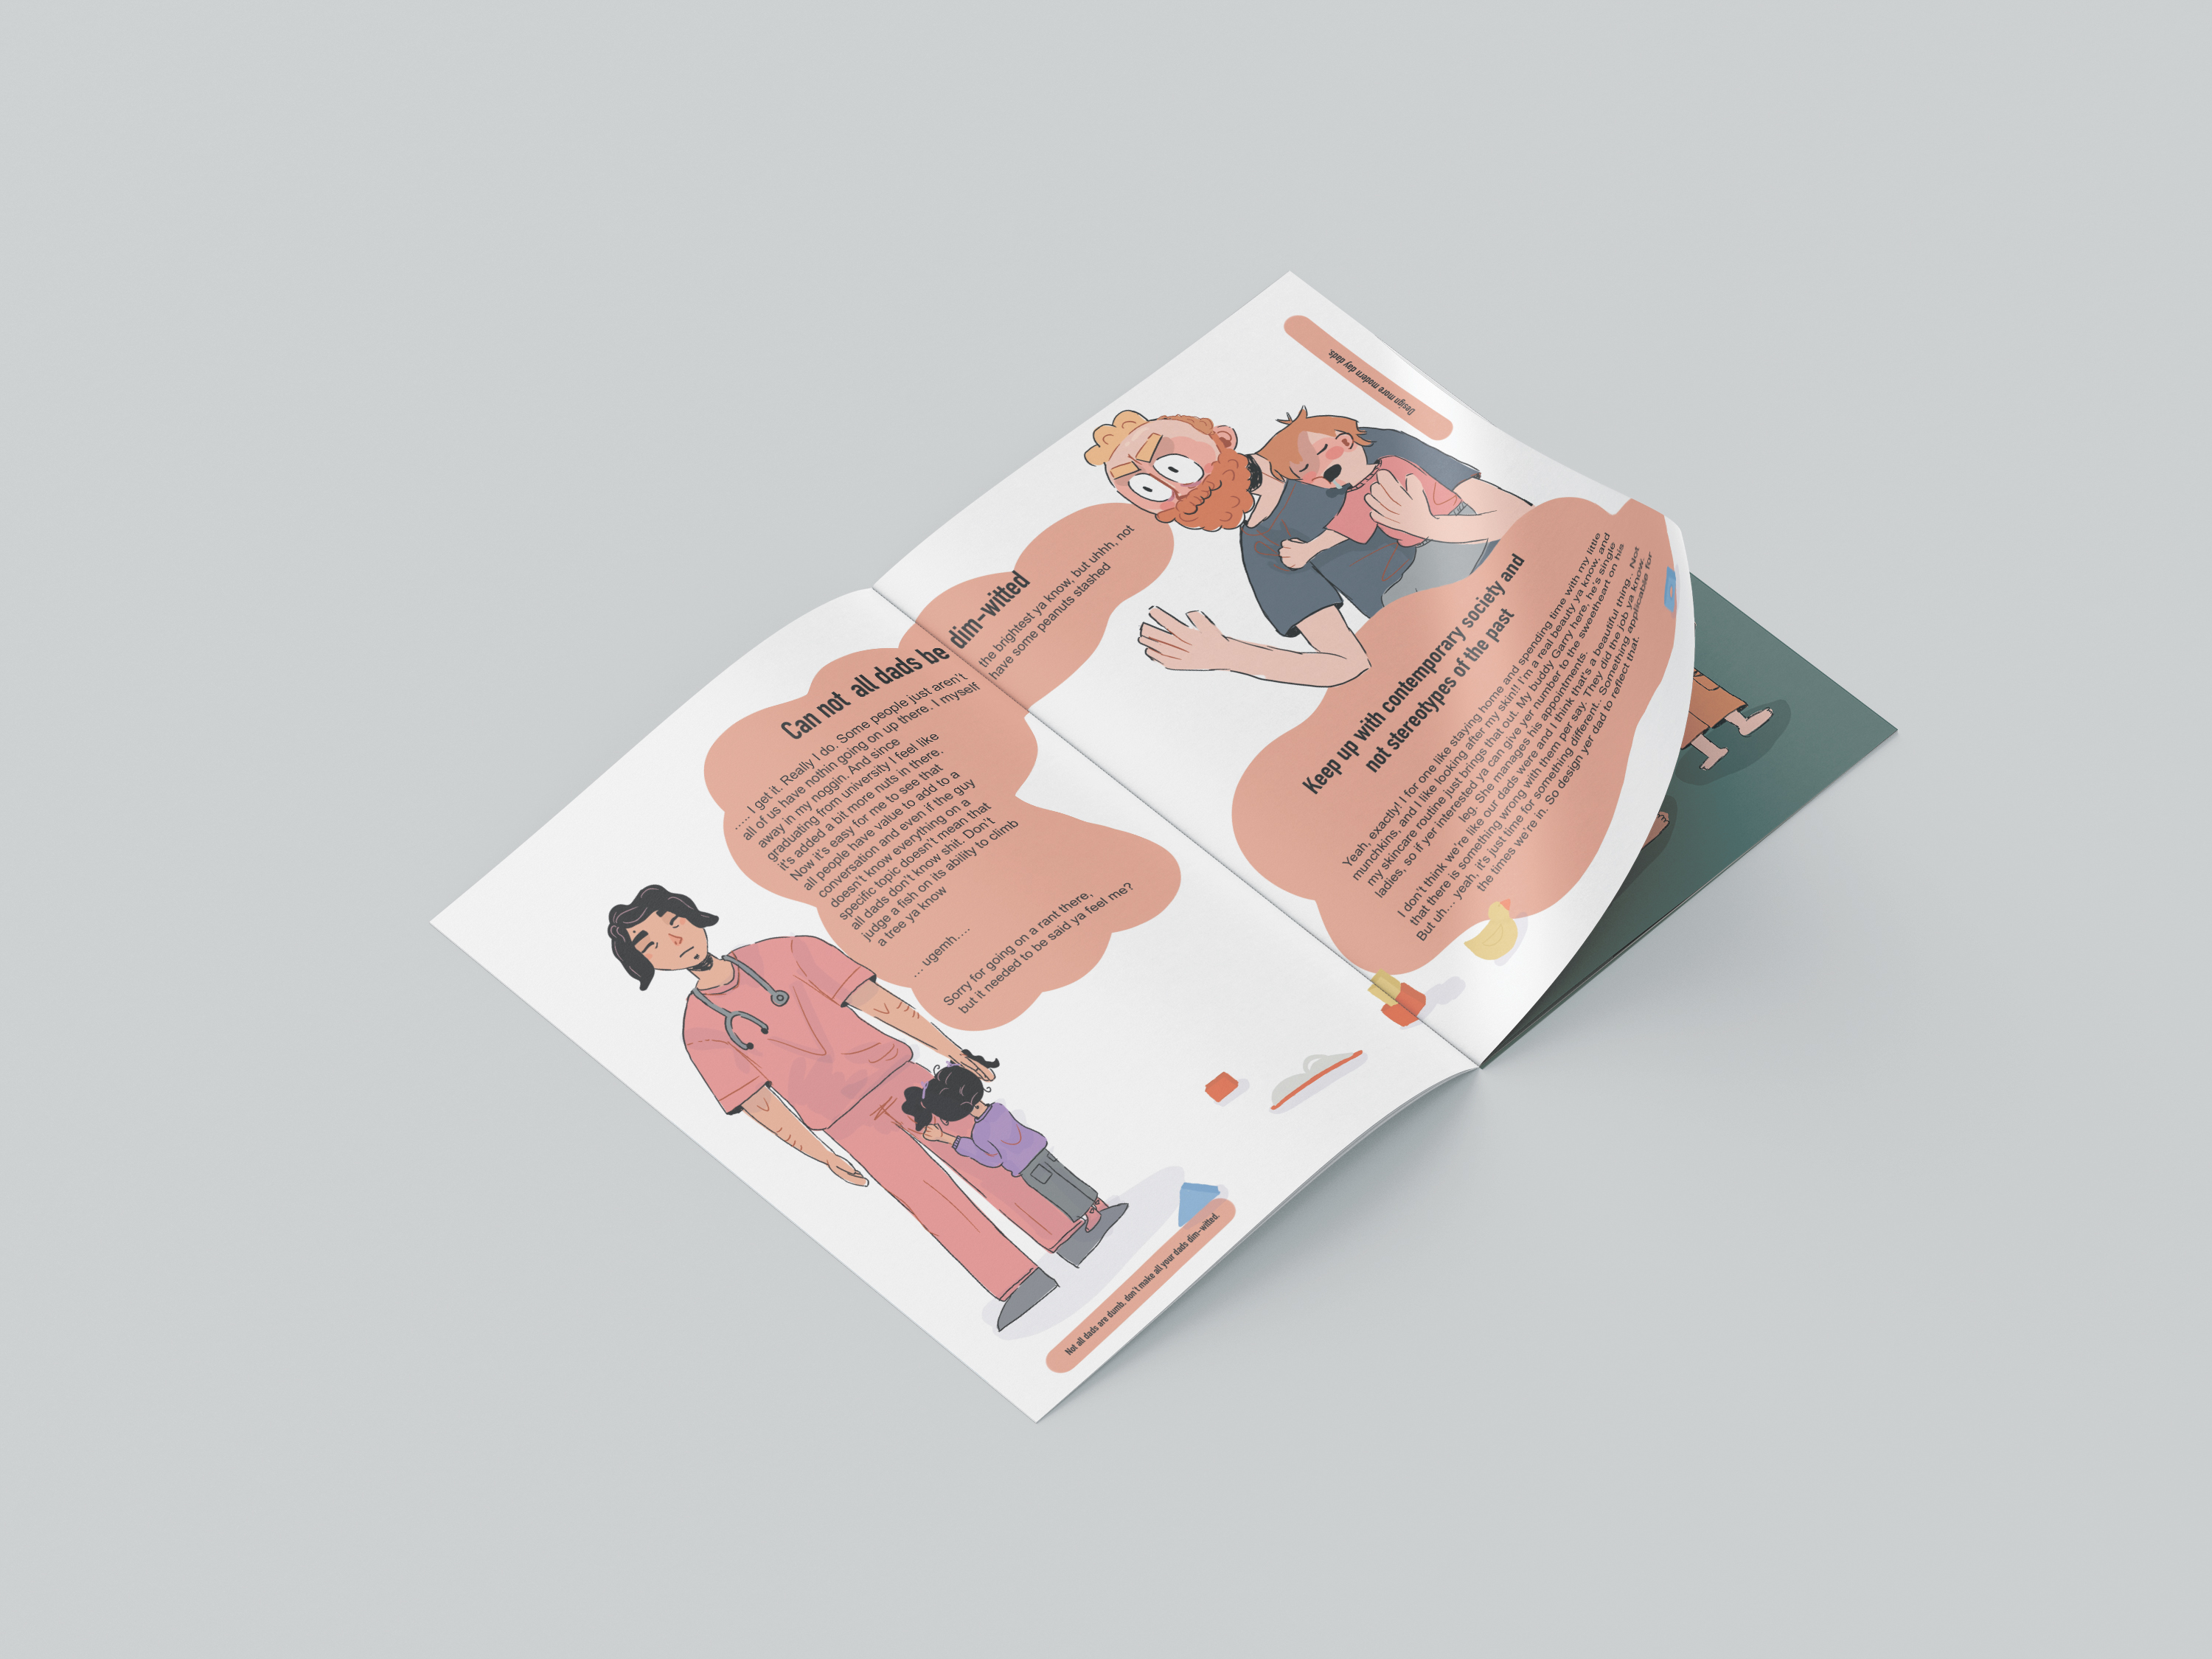 Can not all dads be dim-witted
..... I get it. Really I do. Some people just aren't the brightest ya know, but uhhh, not
all of us have nothin going on up there. I myself have some peanuts stashed
away in my noggin. And since
graduating from university I feel like
it's added a bit more nuts in there.
Now it's easy for me to see that
all people have value to add to a
conversation and even if the guy
doesn't know everything on a
specific topic doesn't mean that
all dads don't know shit. Don't
judge a fish on its ability to climb
a tree ya know
... ugemh....
Sorry for going on a rant there,
but it needed to be said ya feel me?
Not all dads are dumb, don't make all your dads dim-witted.
Keep up with contemporary society and
not stereotypes of the past
Yeah, exactly! I for one like staying home and spending time with my little
munchkins, and I like looking after my skin!! I'm a real beauty ya know, and
my skincare routine just brings that out. My buddy Garry here, he's single
ladies, so if yer interested ya can give yer number to the sweetheart on his
leg. She manages his appointments.
I don't think we're like our dads were and I think that's a beautiful thing.. Not
that there is something wrong with them per say. They did the job ya know.
But uh... yeah, it's just time for something different. Something applicable for
the times we're in. So design yer dad to reflect that.
Design more modern day dads.